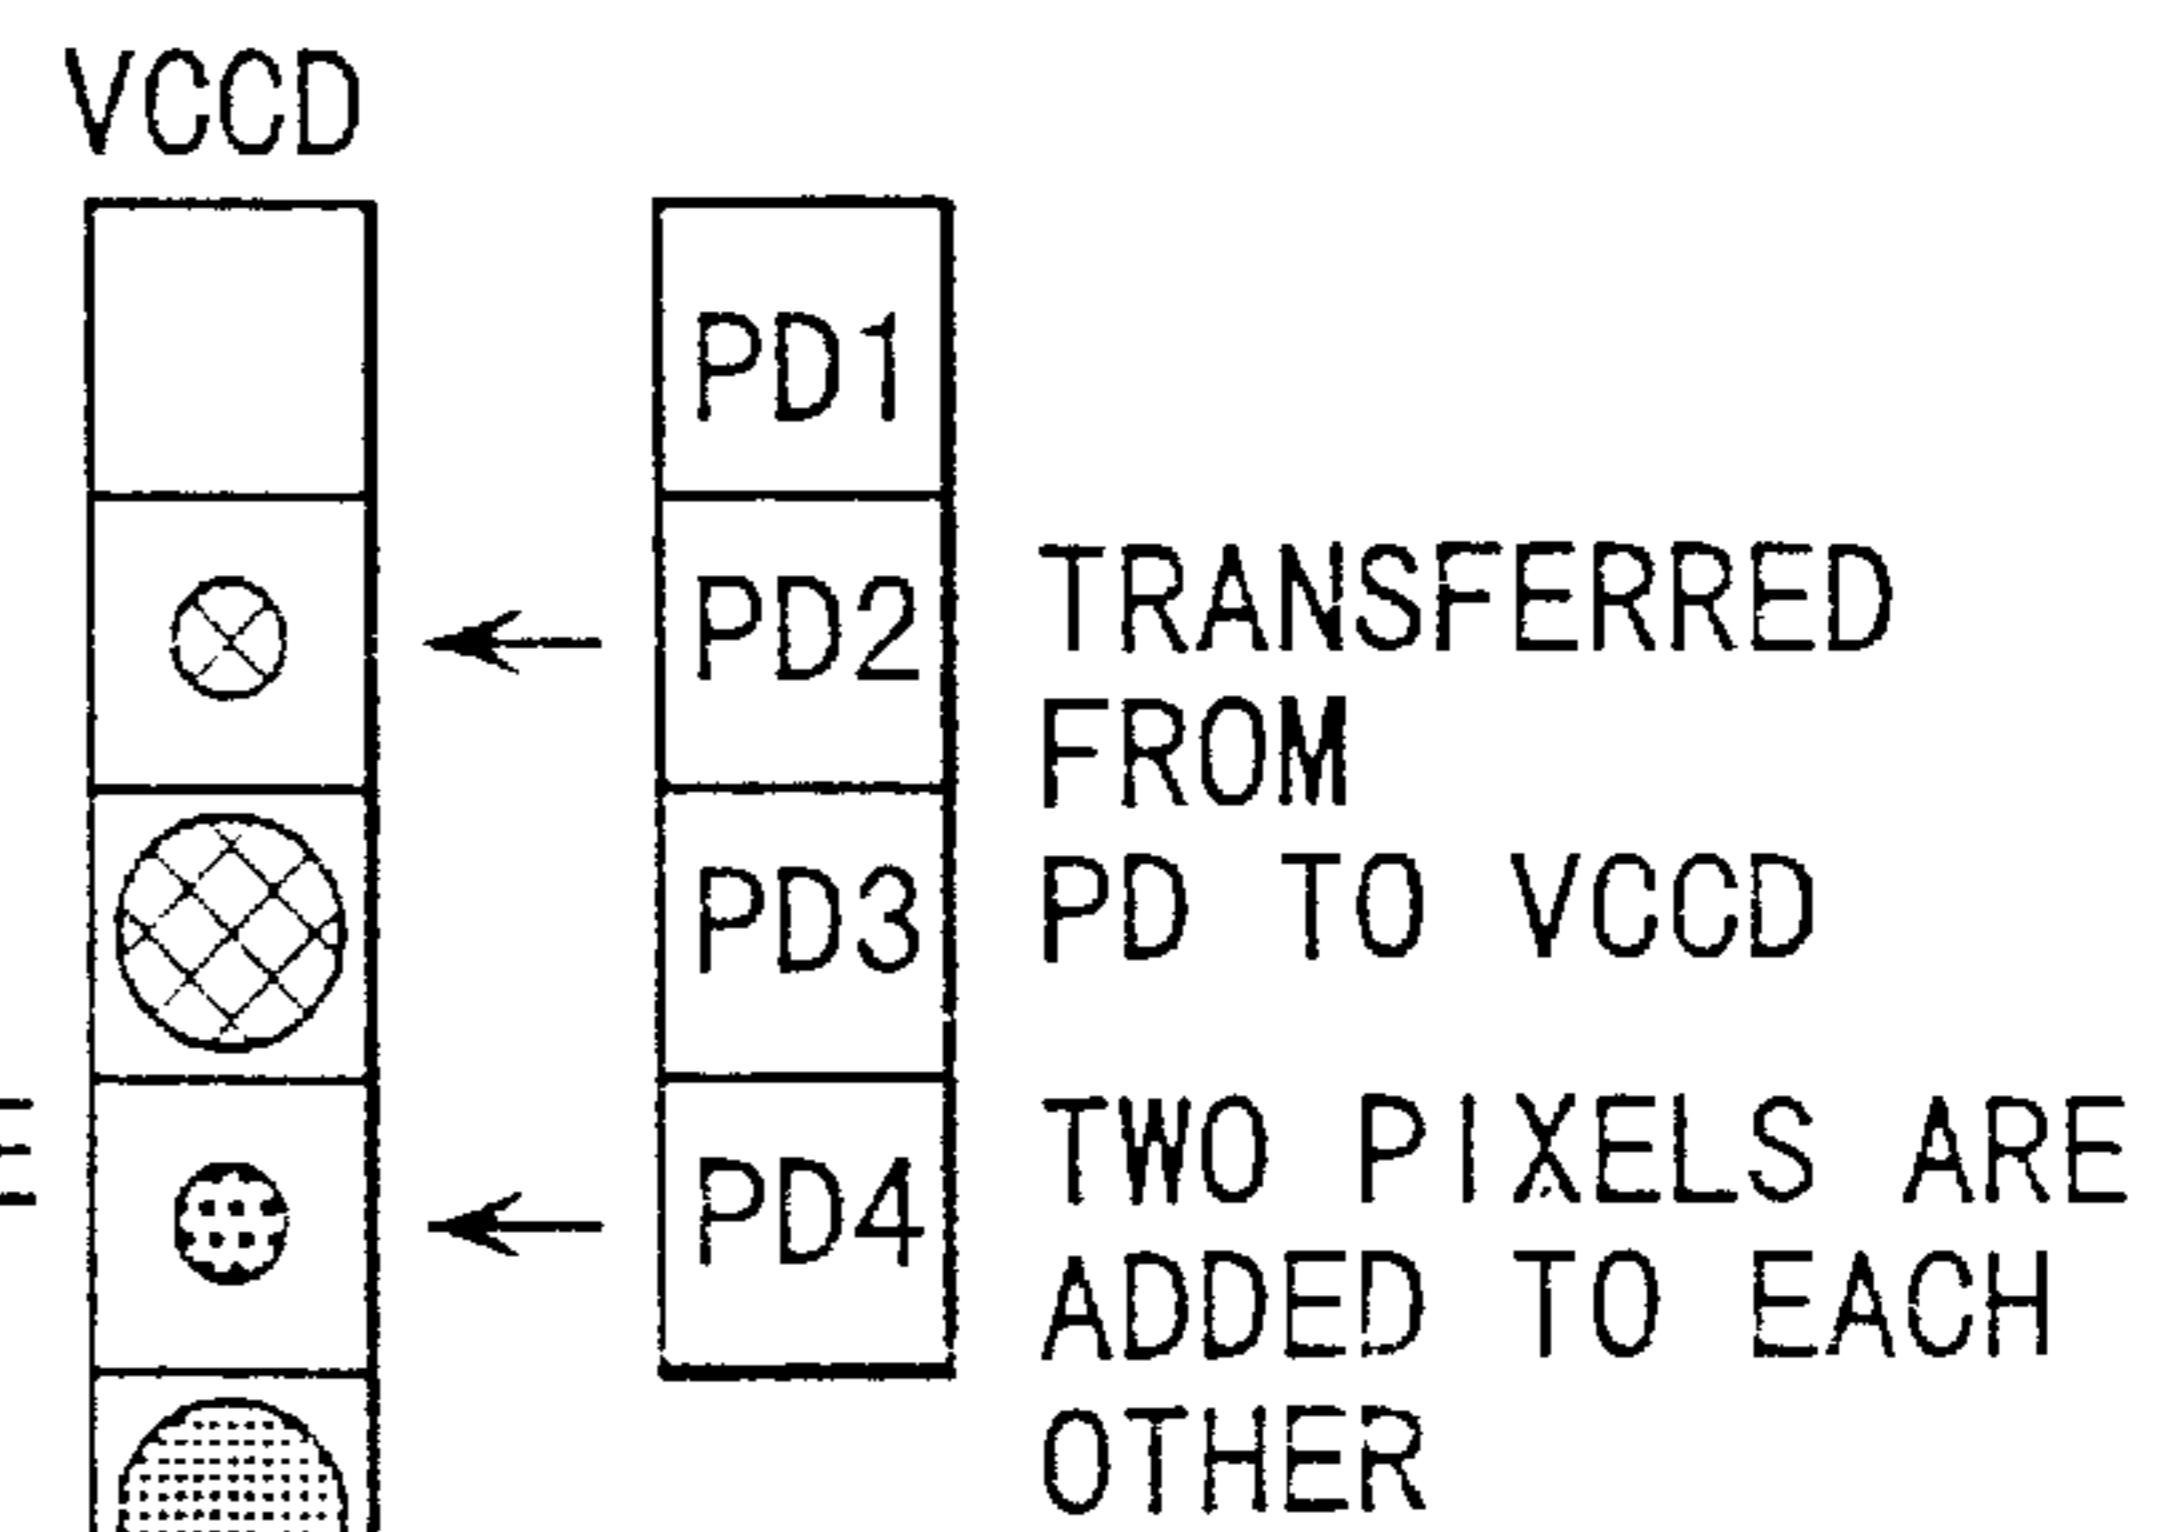 VCCD
PD1
PD2
PD3
PD4
TRANSFERRED
FROM
PD TO VCCD
TWO PIXELS ARE
ADDED TO EACH
OTHER